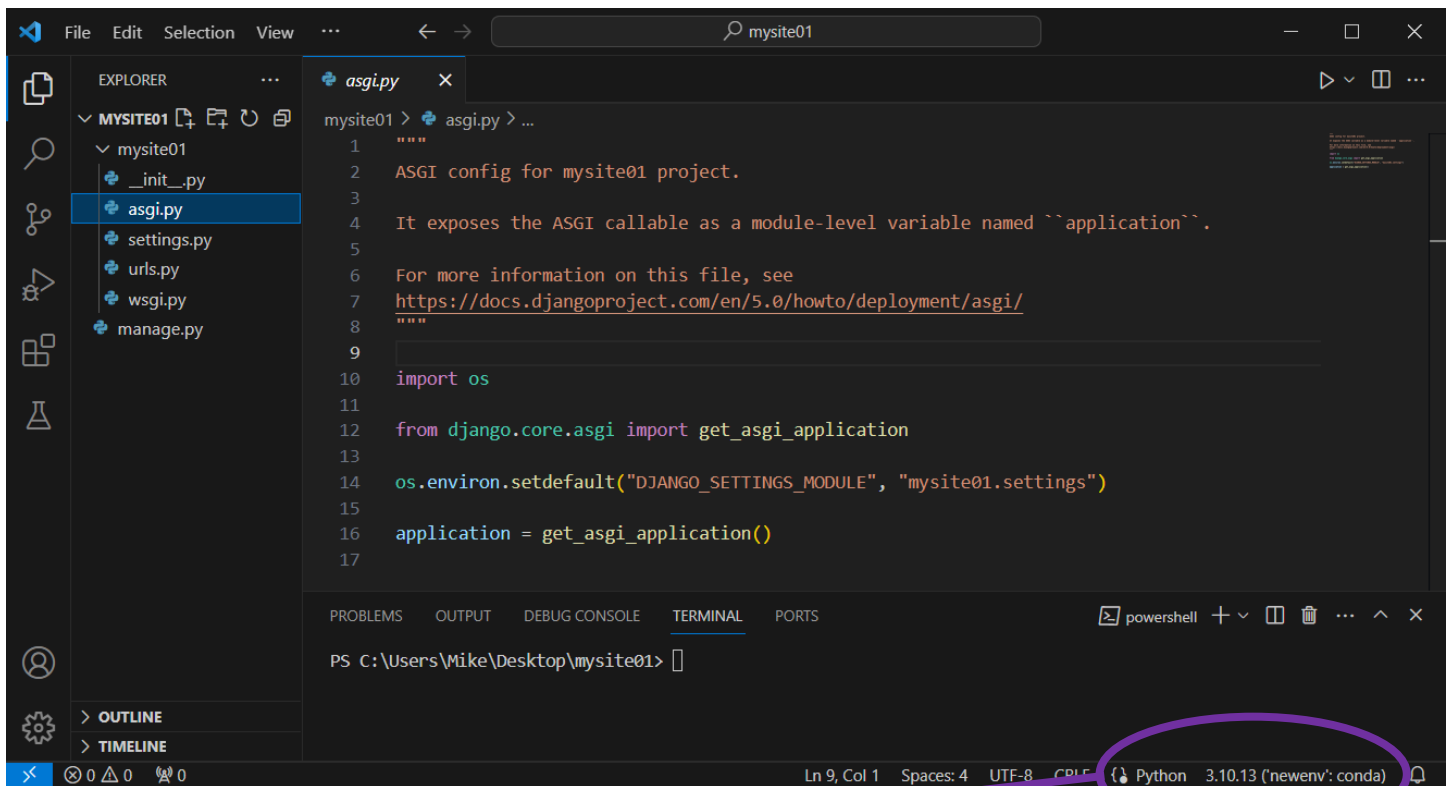 File Edit Selection View ··· mysite01
EXPLORER ···
MYSITE01
mysite01
__init__.py
asgi.py
settings.py
urls.py
wsgi.py
manage.py
OUTLINE
TIMELINE
asgi.py
mysite01 > asgi.py > ...
1 """
2 ASGI config for mysite01 project.
3
4 It exposes the ASGI callable as a module-level variable named ``application``.
5
6 For more information on this file, see
7 https://docs.djangoproject.com/en/5.0/howto/deployment/asgi/
8 """
9
10 import os
11
12 from django.core.asgi import get_asgi_application
13
14 os.environ.setdefault("DJANGO_SETTINGS_MODULE", "mysite01.settings")
15
16 application = get_asgi_application()
17
PROBLEMS OUTPUT DEBUG CONSOLE TERMINAL PORTS powershell
PS C:\Users\Mike\Desktop\mysite01>
0 0 0 Ln 9, Col 1 Spaces: 4 UTF-8 CRLF Python 3.10.13 ('newenv': conda)